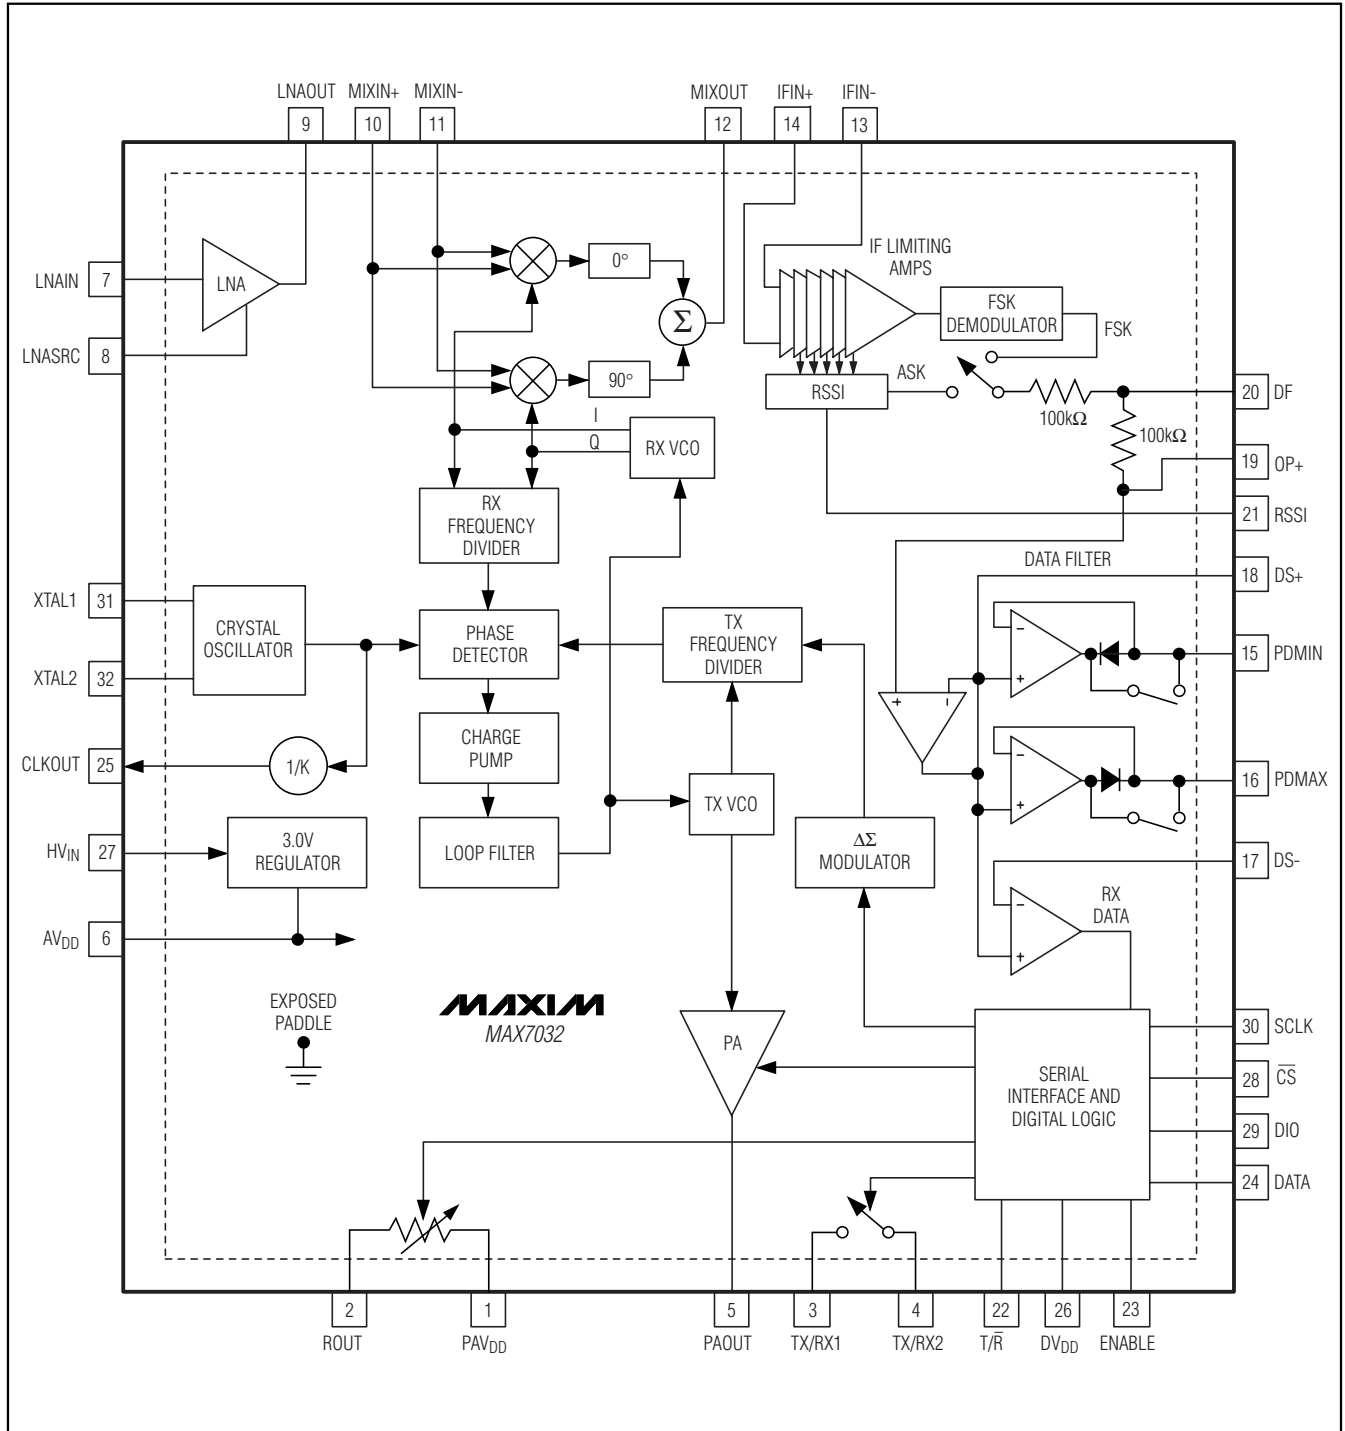 LNAOUT MIXIN+ MIXIN- MIXOUT IFIN+ IFIN-
9 10 11 12 14 13
LNAIN 7
LNA
LNASRC 8
0°
Σ
90°
I
Q
RX VCO
IF LIMITING
AMPS
FSK
DEMODULATOR
FSK
RSSI
ASK
100kΩ
100kΩ
20 DF
19 OP+
21 RSSI
RX
FREQUENCY
DIVIDER
DATA FILTER
18 DS+
XTAL1 31
XTAL2 32
CRYSTAL
OSCILLATOR
PHASE
DETECTOR
TX
FREQUENCY
DIVIDER
+ -
- +
15 PDMIN
CLKOUT 25
1/K
CHARGE
PUMP
TX VCO
- +
16 PDMAX
HVIN 27
3.0V
REGULATOR
LOOP FILTER
ΔΣ
MODULATOR
17 DS-
- +
RX
DATA
AVDD 6
EXPOSED
PADDLE
MAXIM
MAX7032
PA
SERIAL
INTERFACE AND
DIGITAL LOGIC
30 SCLK
28 C̅S̅
29 DIO
24 DATA
2 1 5 3 4 22 26 23
ROUT PAVDD PAOUT TX/RX1 TX/RX2 T/R̅ DVDD ENABLE